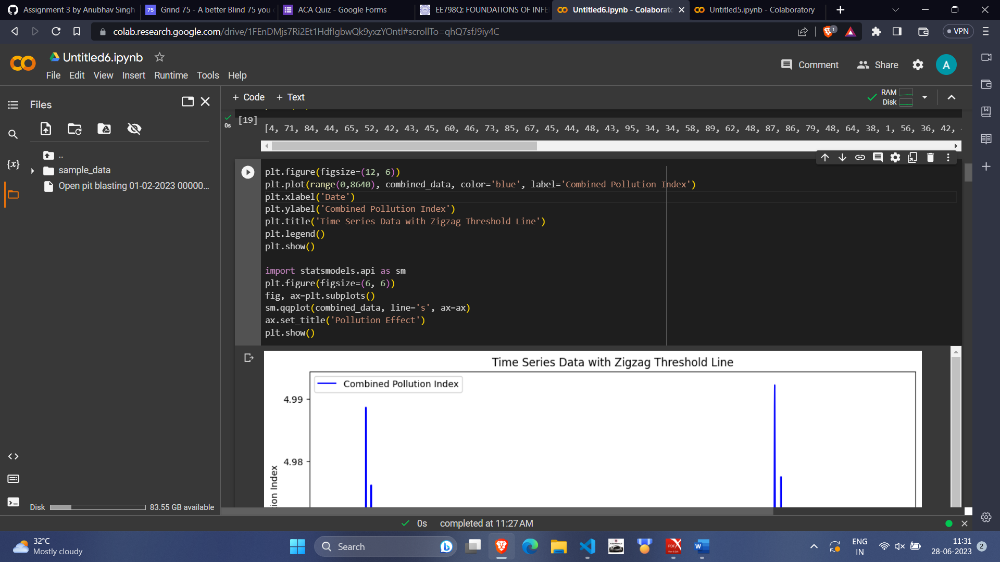 Assignment 3 by Anubhav Singh
Grind 75 - A better Blind 75 you
ACA Quiz - Google Forms
EE798Q: FOUNDATIONS OF INFE
Untitled6.ipynb - Colaborato
Untitled5.ipynb - Colaboratory
colab.research.google.com/drive/1FEnDMjs7Ri2Et1HdfIgbwQk9yxzYOntl#scrollTo=qhQ7sfJ9iy4C
1
VPN
Untitled6.ipynb
File Edit View Insert Runtime Tools Help
Comment
Share
A
Files
+ Code + Text
RAM
Disk
..
sample_data
Open pit blasting 01-02-2023 00000...
{x}
Disk 83.55 GB available
0s
[19]
[4, 71, 84, 44, 65, 52, 42, 43, 45, 60, 46, 73, 85, 67, 45, 44, 48, 43, 95, 34, 34, 58, 89, 62, 48, 87, 86, 79, 48, 64, 38, 1, 56, 36, 42,
plt.figure(figsize=(12, 6))
plt.plot(range(0,8640), combined_data, color='blue', label='Combined Pollution Index')
plt.xlabel('Date')
plt.ylabel('Combined Pollution Index')
plt.title('Time Series Data with Zigzag Threshold Line')
plt.legend()
plt.show()
import statsmodels.api as sm
plt.figure(figsize=(6, 6))
fig, ax=plt.subplots()
sm.qqplot(combined_data, line='s', ax=ax)
ax.set_title('Pollution Effect')
plt.show()
Time Series Data with Zigzag Threshold Line
Combined Pollution Index
4.99
4.98
ion Index
0s completed at 11:27 AM
32°C
Mostly cloudy
Search
ENG
IN
11:31
28-06-2023
2